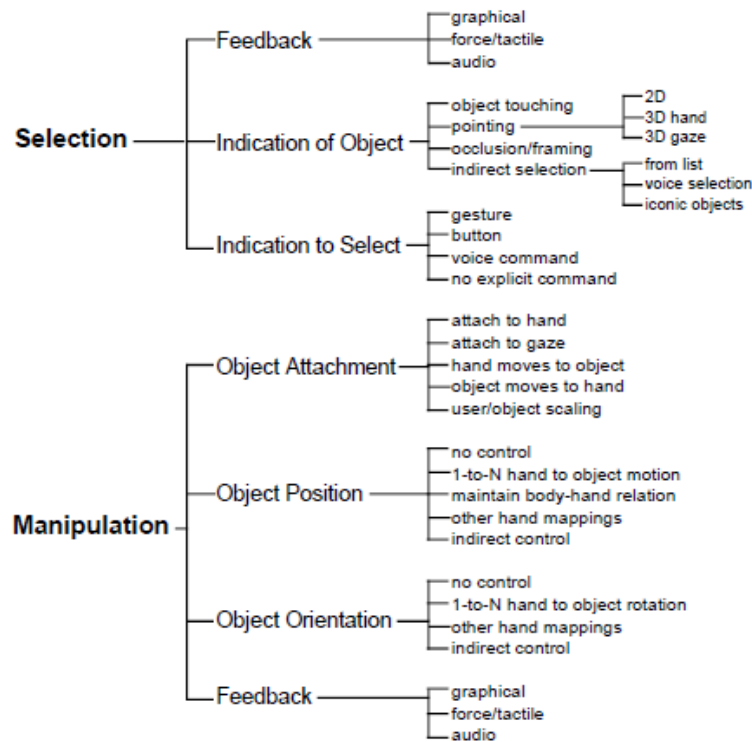 Selection
Feedback
graphical
force/tactile
audio
Indication of Object
object touching
pointing
2D
3D hand
3D gaze
occlusion/framing
indirect selection
from list
voice selection
iconic objects
Indication to Select
gesture
button
voice command
no explicit command
Manipulation
Object Attachment
attach to hand
attach to gaze
hand moves to object
object moves to hand
user/object scaling
Object Position
no control
1-to-N hand to object motion
maintain body-hand relation
other hand mappings
indirect control
Object Orientation
no control
1-to-N hand to object rotation
other hand mappings
indirect control
Feedback
graphical
force/tactile
audio